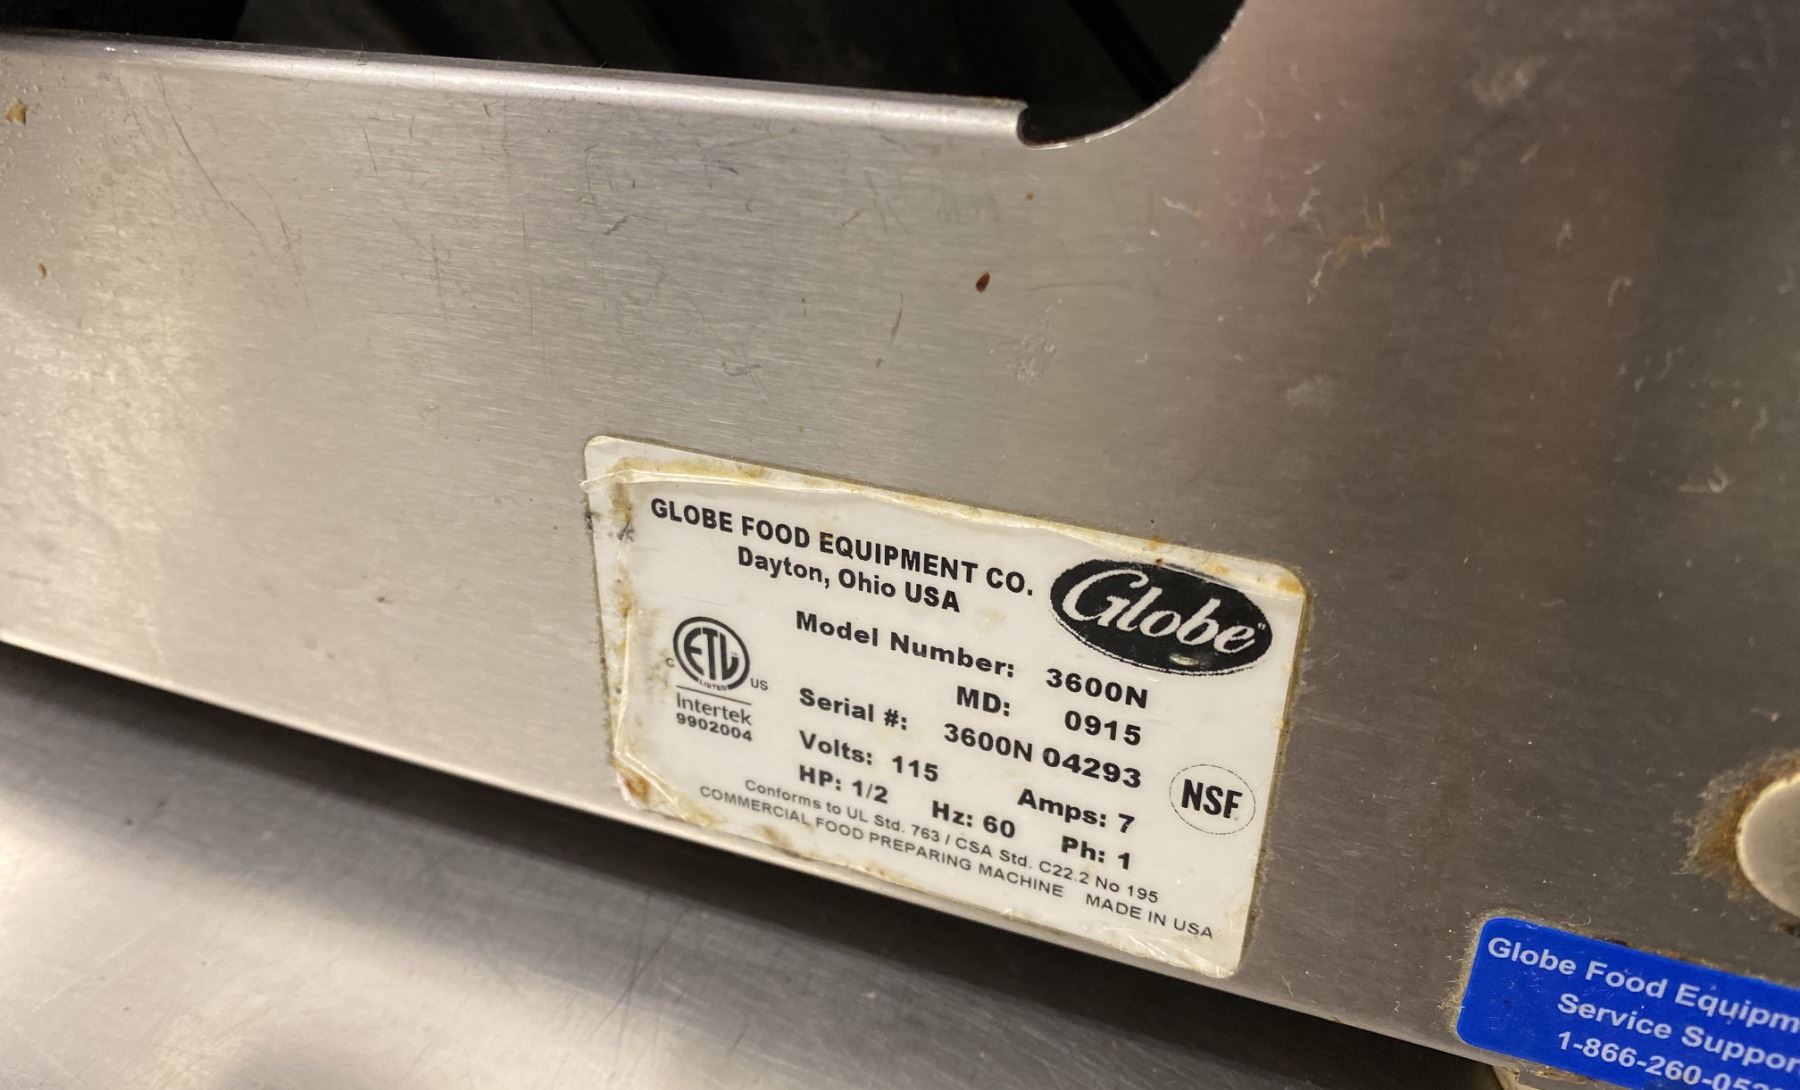 GLOBE FOOD EQUIPMENT CO.
Dayton, Ohio USA
Globe
Model Number: 3600N
MD: 0915
Serial #: 3600N 04293
Volts: 115 Amps: 7
HP: 1/2 Hz: 60 Ph: 1
Conforms to UL Std. 763 / CSA Std. C22.2 No 195
COMMERCIAL FOOD PREPARING MACHINE MADE IN USA
ETL
LISTED
C US
Intertek
9902004
NSF
Globe Food Equipm
Service Suppor
1-866-260-05